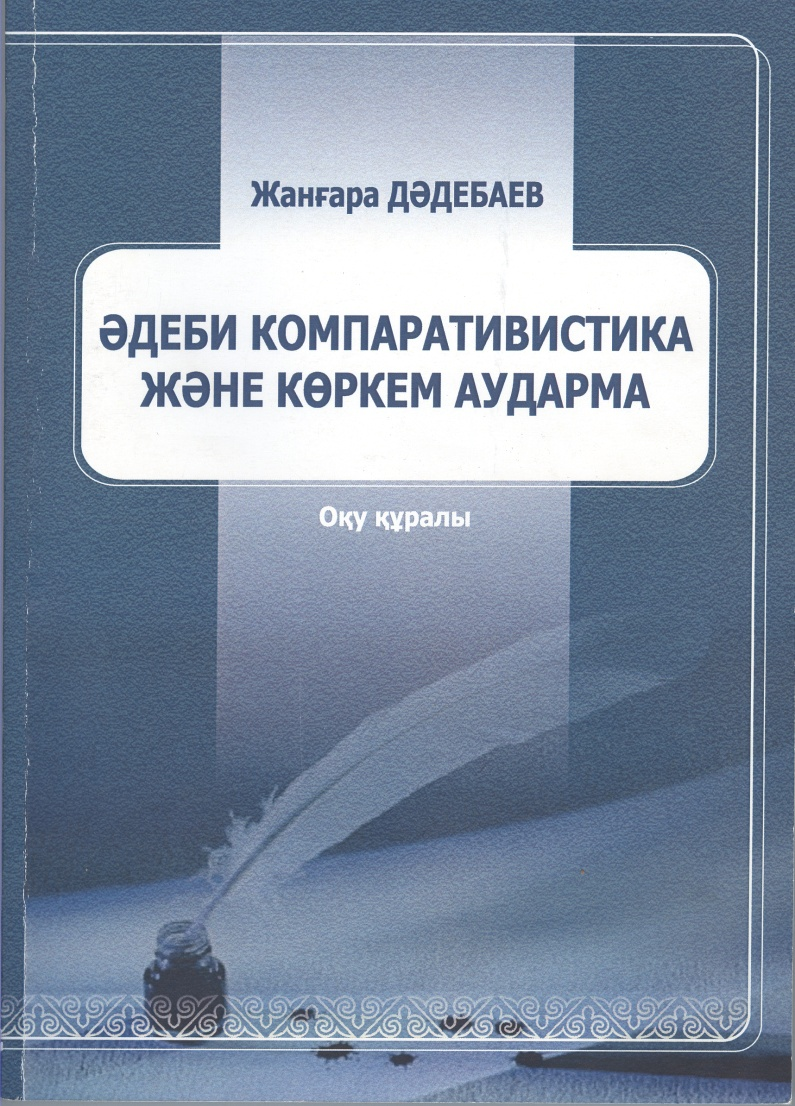 Жанғара ДӘДЕБАЕВ
ӘДЕБИ КОМПАРАТИВИСТИКА
ЖӘНЕ КӨРКЕМ АУДАРМА
Оқу құралы